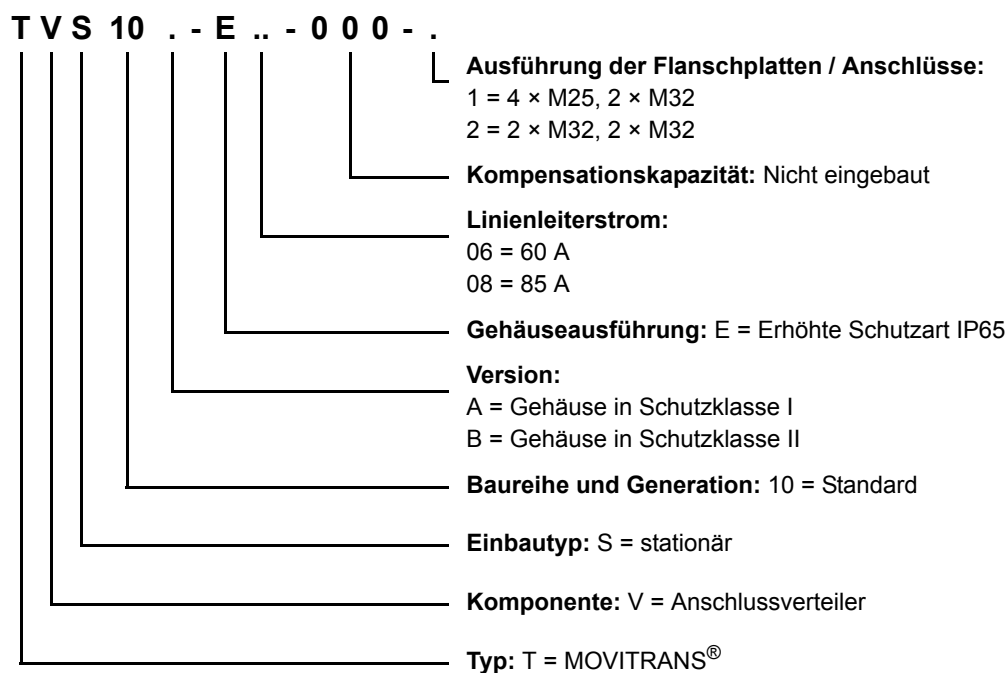 T V S 10 . - E .. - 0 0 0 - .
Ausführung der Flanschplatten / Anschlüsse:
1 = 4 × M25, 2 × M32
2 = 2 × M32, 2 × M32
Kompensationskapazität: Nicht eingebaut
Linienleiterstrom:
06 = 60 A
08 = 85 A
Gehäuseausführung: E = Erhöhte Schutzart IP65
Version:
A = Gehäuse in Schutzklasse I
B = Gehäuse in Schutzklasse II
Baureihe und Generation: 10 = Standard
Einbautyp: S = stationär
Komponente: V = Anschlussverteiler
Typ: T = MOVITRANS®